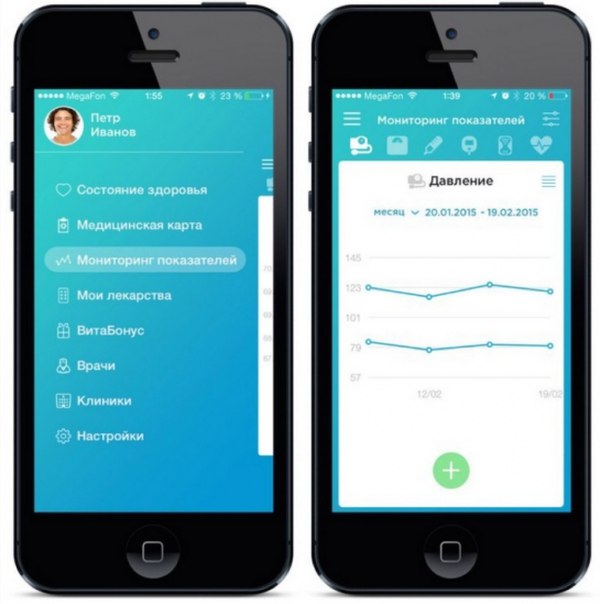 MegaFon 1:55 23 %
Петр
Иванов
Состояние здоровья
Медицинская карта
Мониторинг показателей
Мои лекарства
ВитаБонус
Врачи
Клиники
Настройки
MegaFon 1:39 20 %
Мониторинг показателей
Давление
месяц 20.01.2015 - 19.02.2015
145
123
101
79
57
12/02 19/02